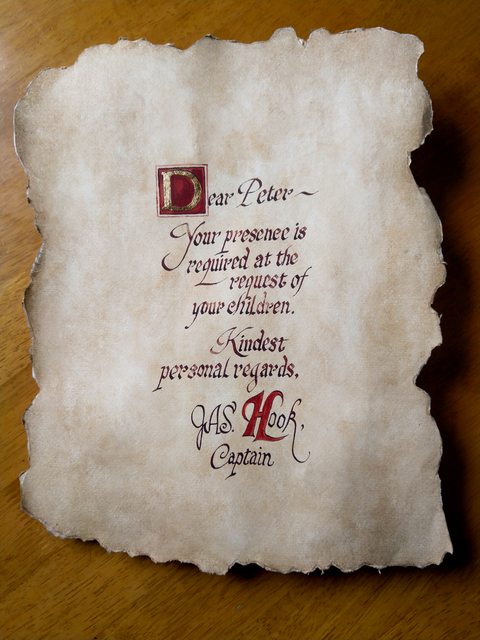 Dear Peter~
Your presence is
required at the
request of
your children.
Kindest
personal regards,
JAS. Hook,
Captain